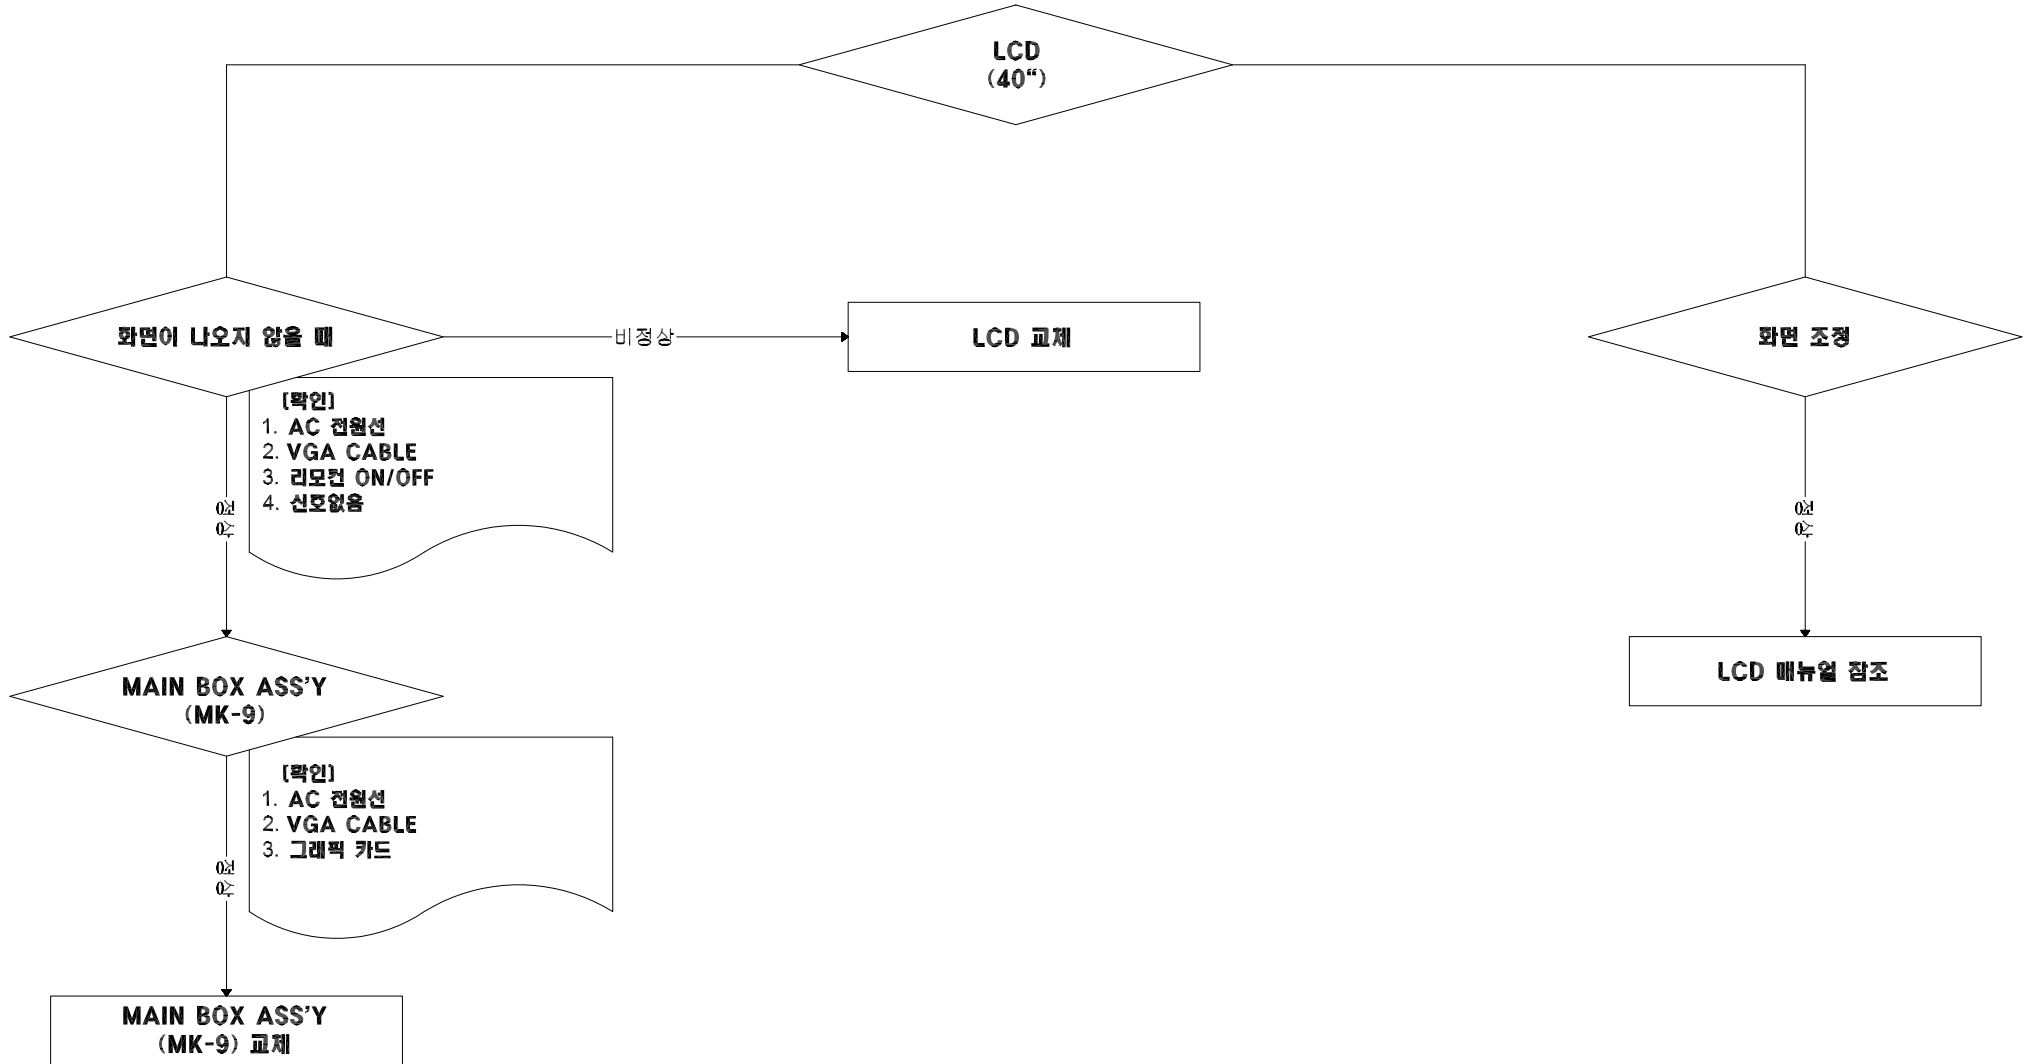 LCD
(40“)
화면이 나오지 않을 때
비정상
LCD 교체
화면 조정
[확인]
1. AC 전원선
2. VGA CABLE
3. 리모컨 ON/OFF
4. 신호없음
정상
정상
MAIN BOX ASS'Y
(MK-9)
LCD 매뉴얼 참조
[확인]
1. AC 전원선
2. VGA CABLE
3. 그래픽 카드
정상
MAIN BOX ASS'Y
(MK-9) 교체